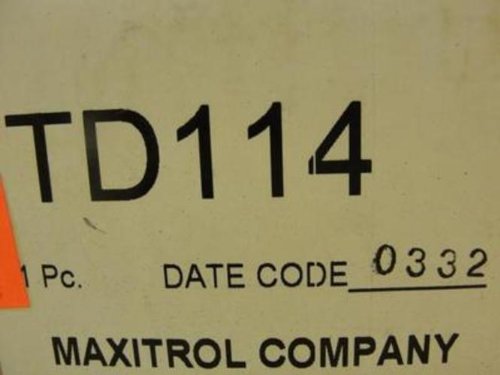 TD114
1 Pc. DATE CODE 0332
MAXITROL COMPANY